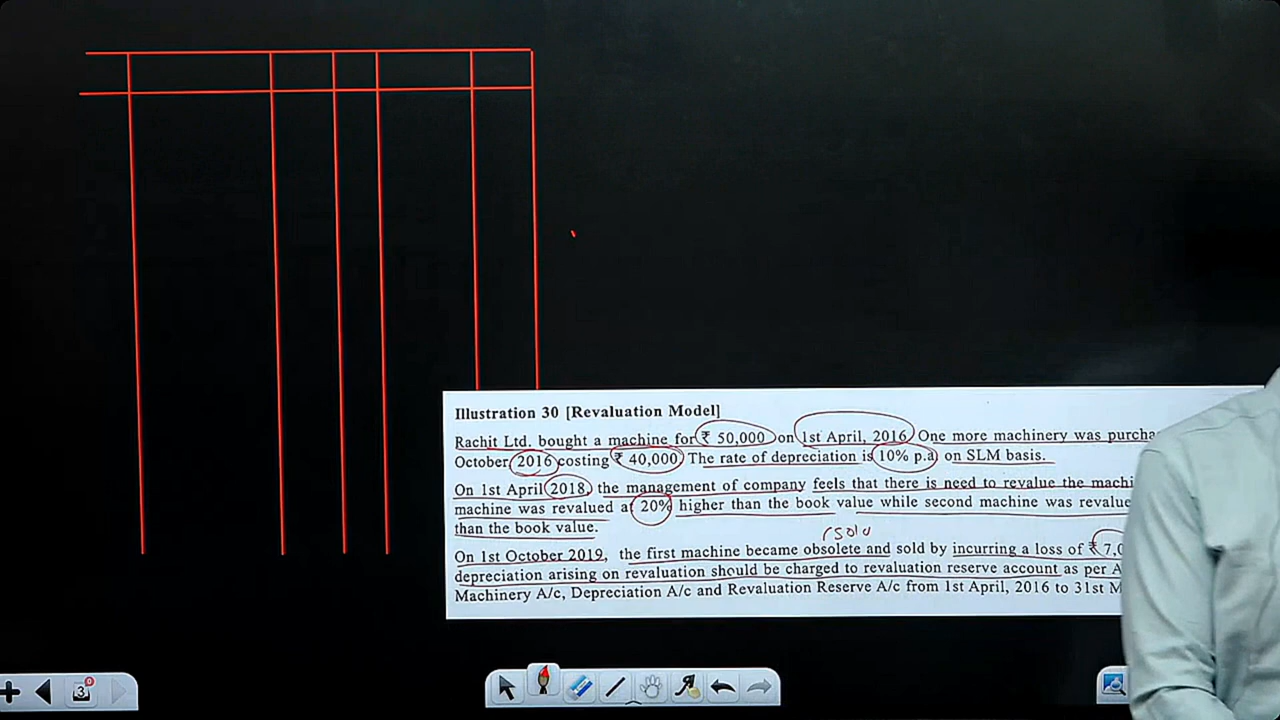 Illustration 30 [Revaluation Model]
Rachit Ltd. bought a machine for ₹ 50,000 on 1st April, 2016 One more machinery was purcha
October 2016 costing ₹ 40,000 The rate of depreciation is 10% p.a on SLM basis.
On 1st April 2018, the management of company feels that there is need to revalue the machi
machine was revalued at 20% higher than the book value while second machine was revalue
than the book value.
On 1st October 2019, the first machine became obsolete and sold by incurring a loss of ₹ 7,0
depreciation arising on revaluation should be charged to revaluation reserve account as per A
Machinery A/c, Depreciation A/c and Revaluation Reserve A/c from 1st April, 2016 to 31st M
3
0